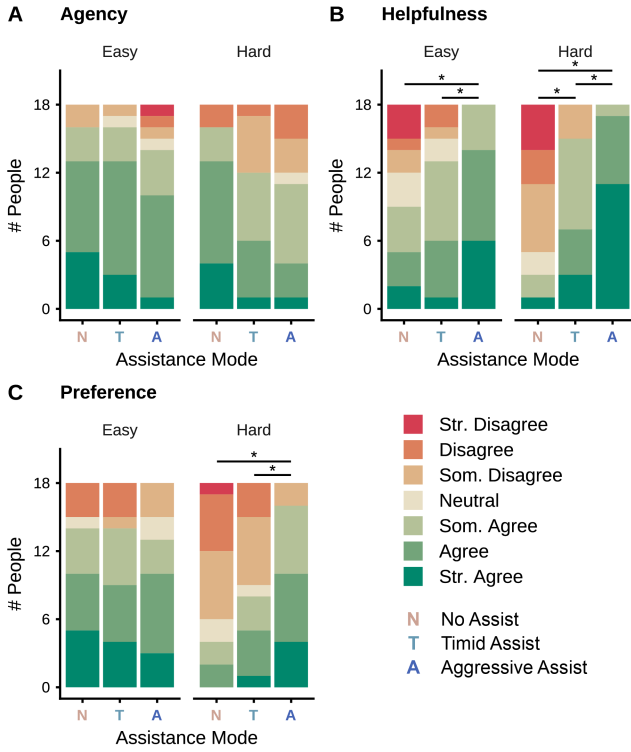 A Agency
Easy Hard
# People
18
12
6
0
N T A N T A
Assistance Mode
B Helpfulness
Easy Hard
* * * * *
# People
18
12
6
0
N T A N T A
Assistance Mode
C Preference
Easy Hard
* *
# People
18
12
6
0
N T A N T A
Assistance Mode
Str. Disagree
Disagree
Som. Disagree
Neutral
Som. Agree
Agree
Str. Agree
N No Assist
T Timid Assist
A Aggressive Assist